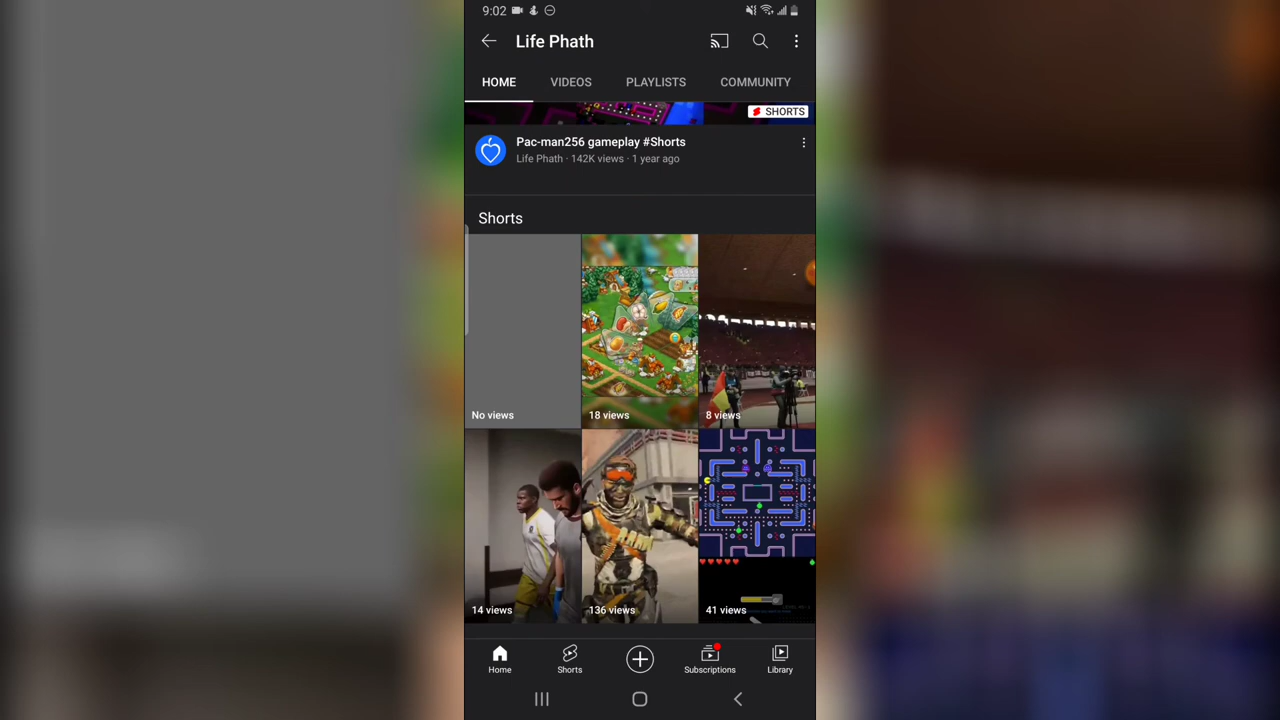 9:02
Life Phath
HOME VIDEOS PLAYLISTS COMMUNITY
SHORTS
Pac-man256 gameplay #Shorts
Life Phath · 142K views · 1 year ago
Shorts
No views
18 views
8 views
14 views
136 views
41 views
Home Shorts Subscriptions Library